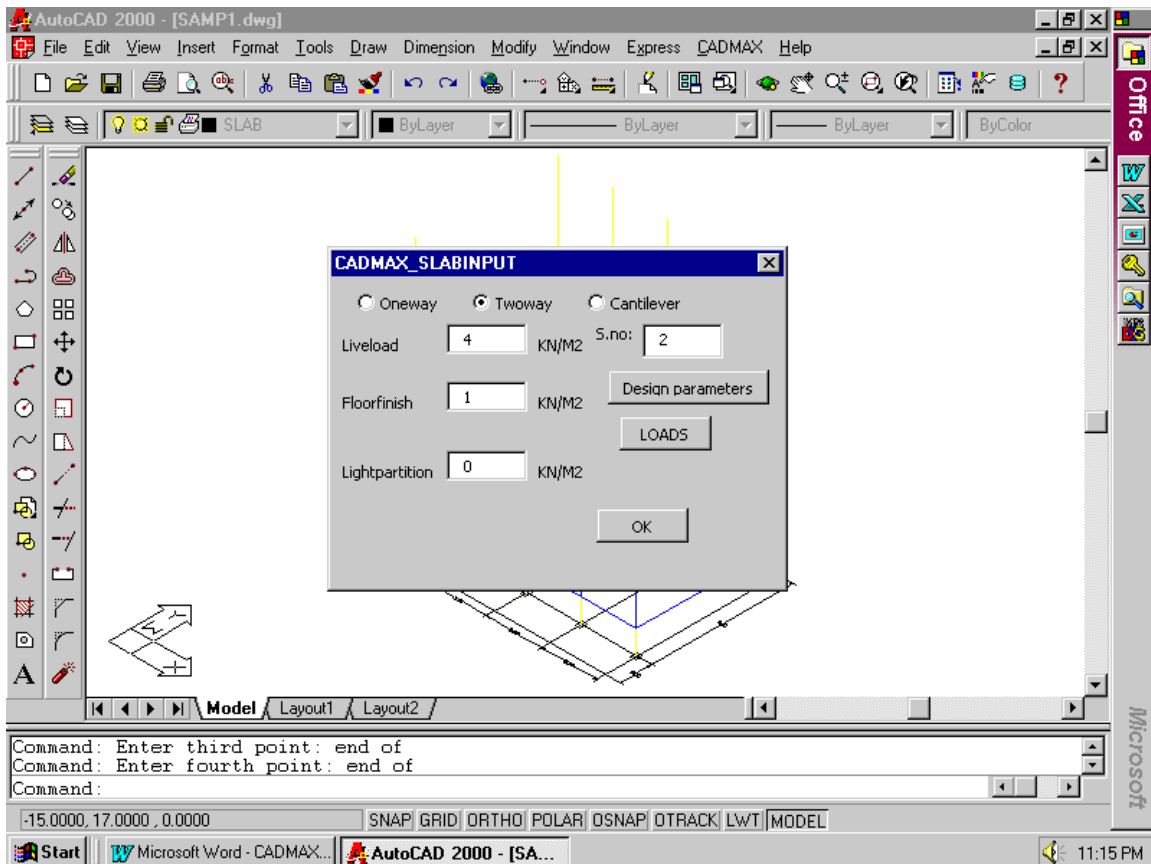 AutoCAD 2000 - [SAMP1.dwg]
File Edit View Insert Format Tools Draw Dimension Modify Window Express CADMAX Help
SLAB ByLayer ByLayer ByLayer ByColor
Office
CADMAX_SLABINPUT
Oneway Twoway Cantilever
Liveload 4 KN/M2 S.no: 2
Floorfinish 1 KN/M2 Design parameters
LOADS
Lightpartition 0 KN/M2
OK
A
Model Layout1 Layout2
Command: Enter third point: end of
Command: Enter fourth point: end of
Command:
Microsoft
-15.0000, 17.0000 , 0.0000 SNAP GRID ORTHO POLAR OSNAP OTRACK LWT MODEL
Start Microsoft Word - CADMAX... AutoCAD 2000 - [SA... 11:15 PM